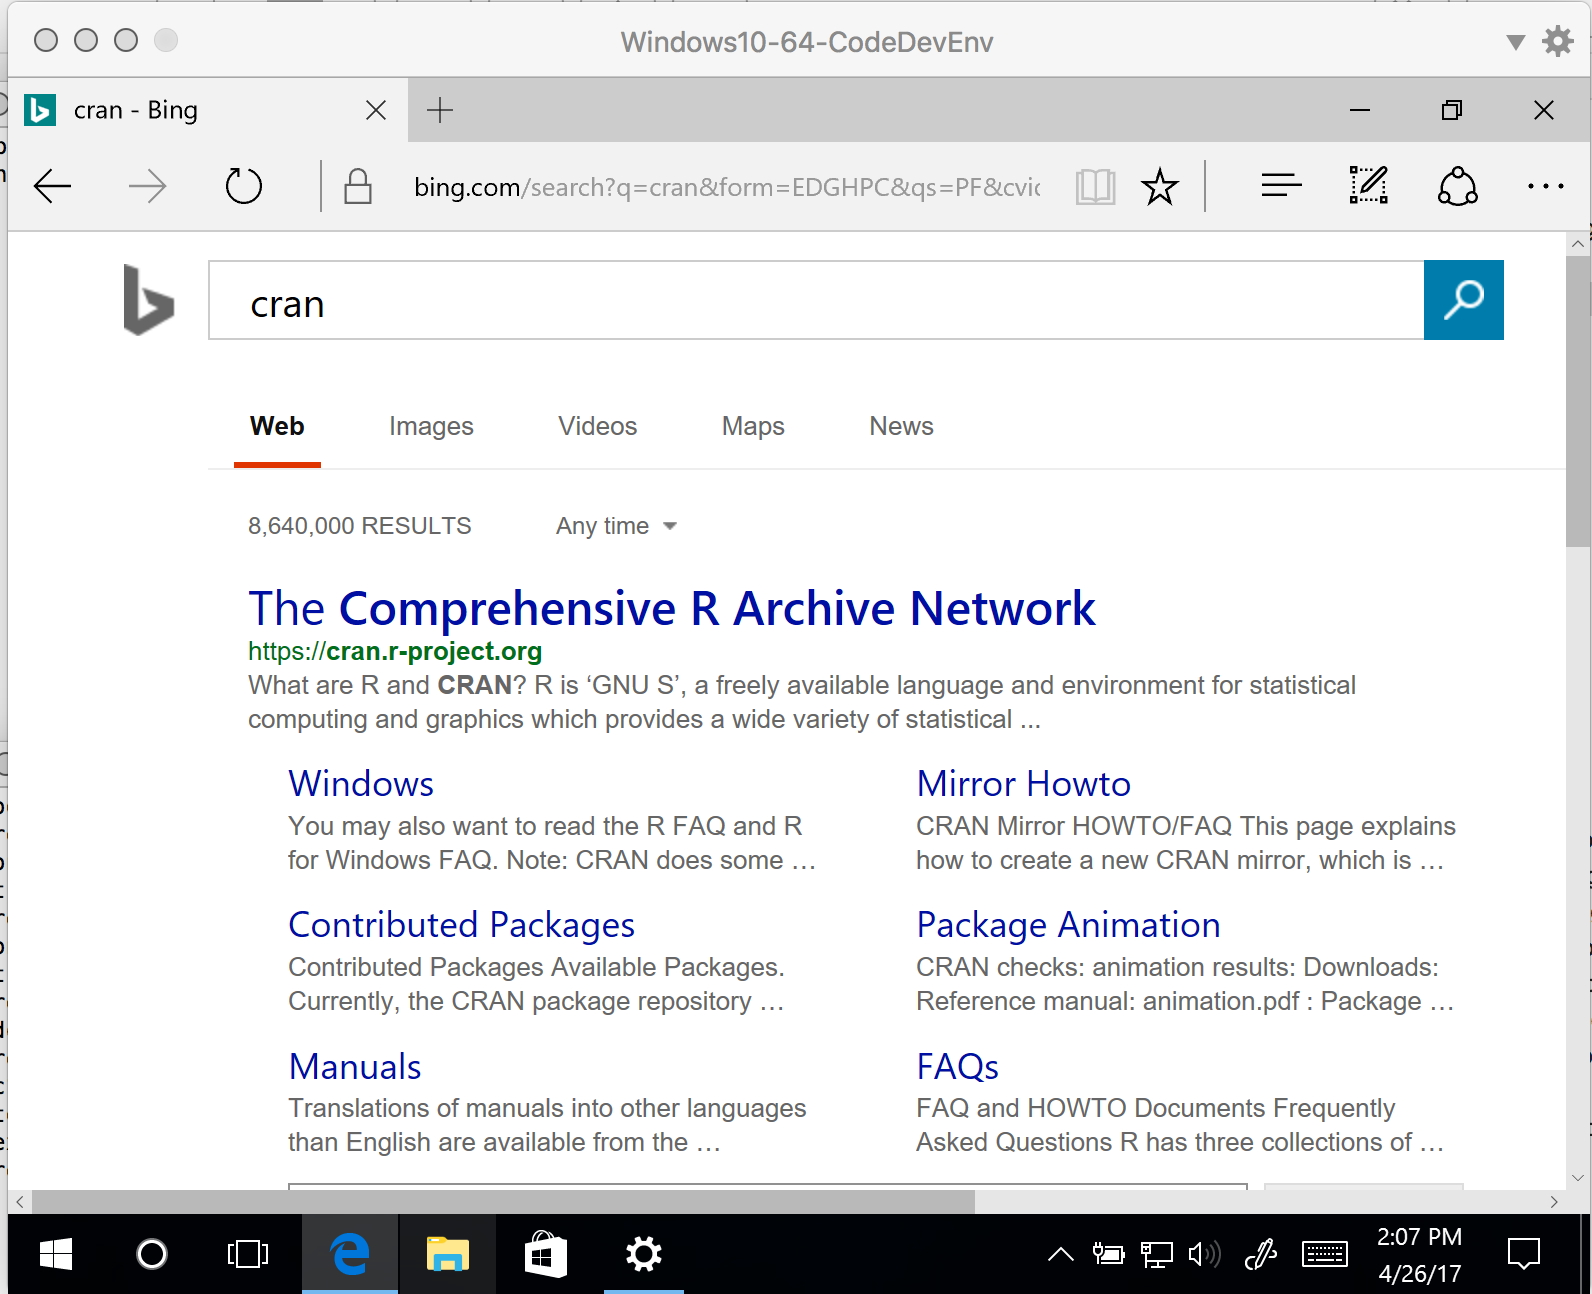 Windows10-64-CodeDevEnv
cran - Bing
bing.com/search?q=cran&form=EDGHPC&qs=PF&cvic
cran
Web Images Videos Maps News
8,640,000 RESULTS Any time
The Comprehensive R Archive Network
https://cran.r-project.org
What are R and CRAN? R is ‘GNU S’, a freely available language and environment for statistical
computing and graphics which provides a wide variety of statistical ...
Windows
You may also want to read the R FAQ and R
for Windows FAQ. Note: CRAN does some …
Mirror Howto
CRAN Mirror HOWTO/FAQ This page explains
how to create a new CRAN mirror, which is …
Contributed Packages
Contributed Packages Available Packages.
Currently, the CRAN package repository …
Package Animation
CRAN checks: animation results: Downloads:
Reference manual: animation.pdf : Package …
Manuals
Translations of manuals into other languages
than English are available from the …
FAQs
FAQ and HOWTO Documents Frequently
Asked Questions R has three collections of …
2:07 PM
4/26/17